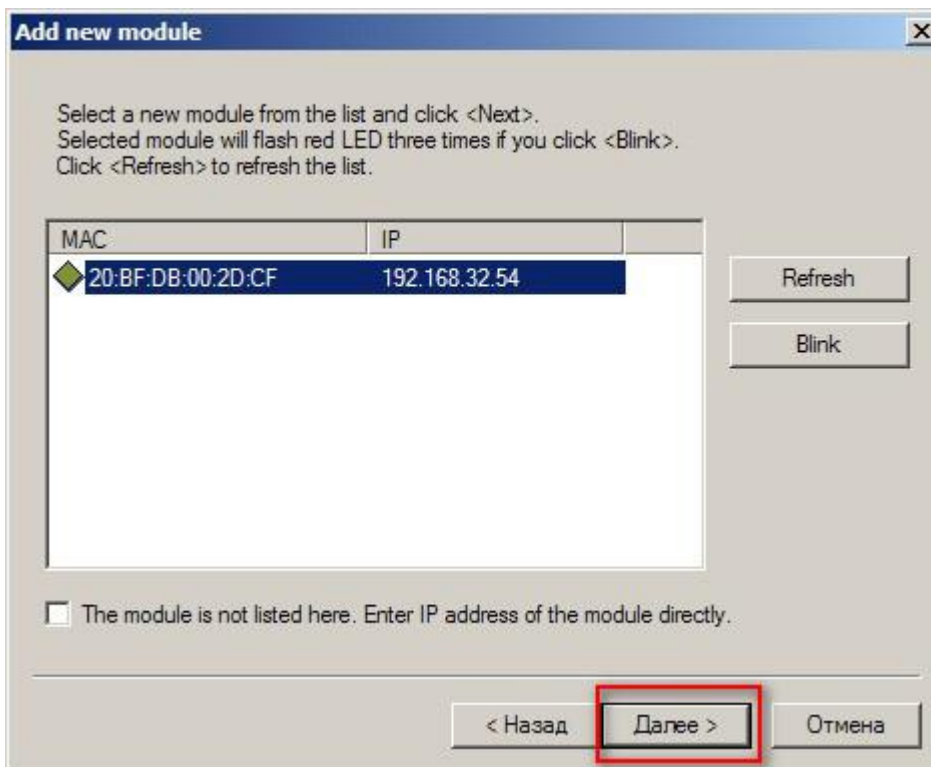 Add new module
Select a new module from the list and click <Next>.
Selected module will flash red LED three times if you click <Blink>.
Click <Refresh> to refresh the list.
MAC IP
20:BF:DB:00:2D:CF 192.168.32.54
Refresh
Blink
The module is not listed here. Enter IP address of the module directly.
< Назад Далее > Отмена